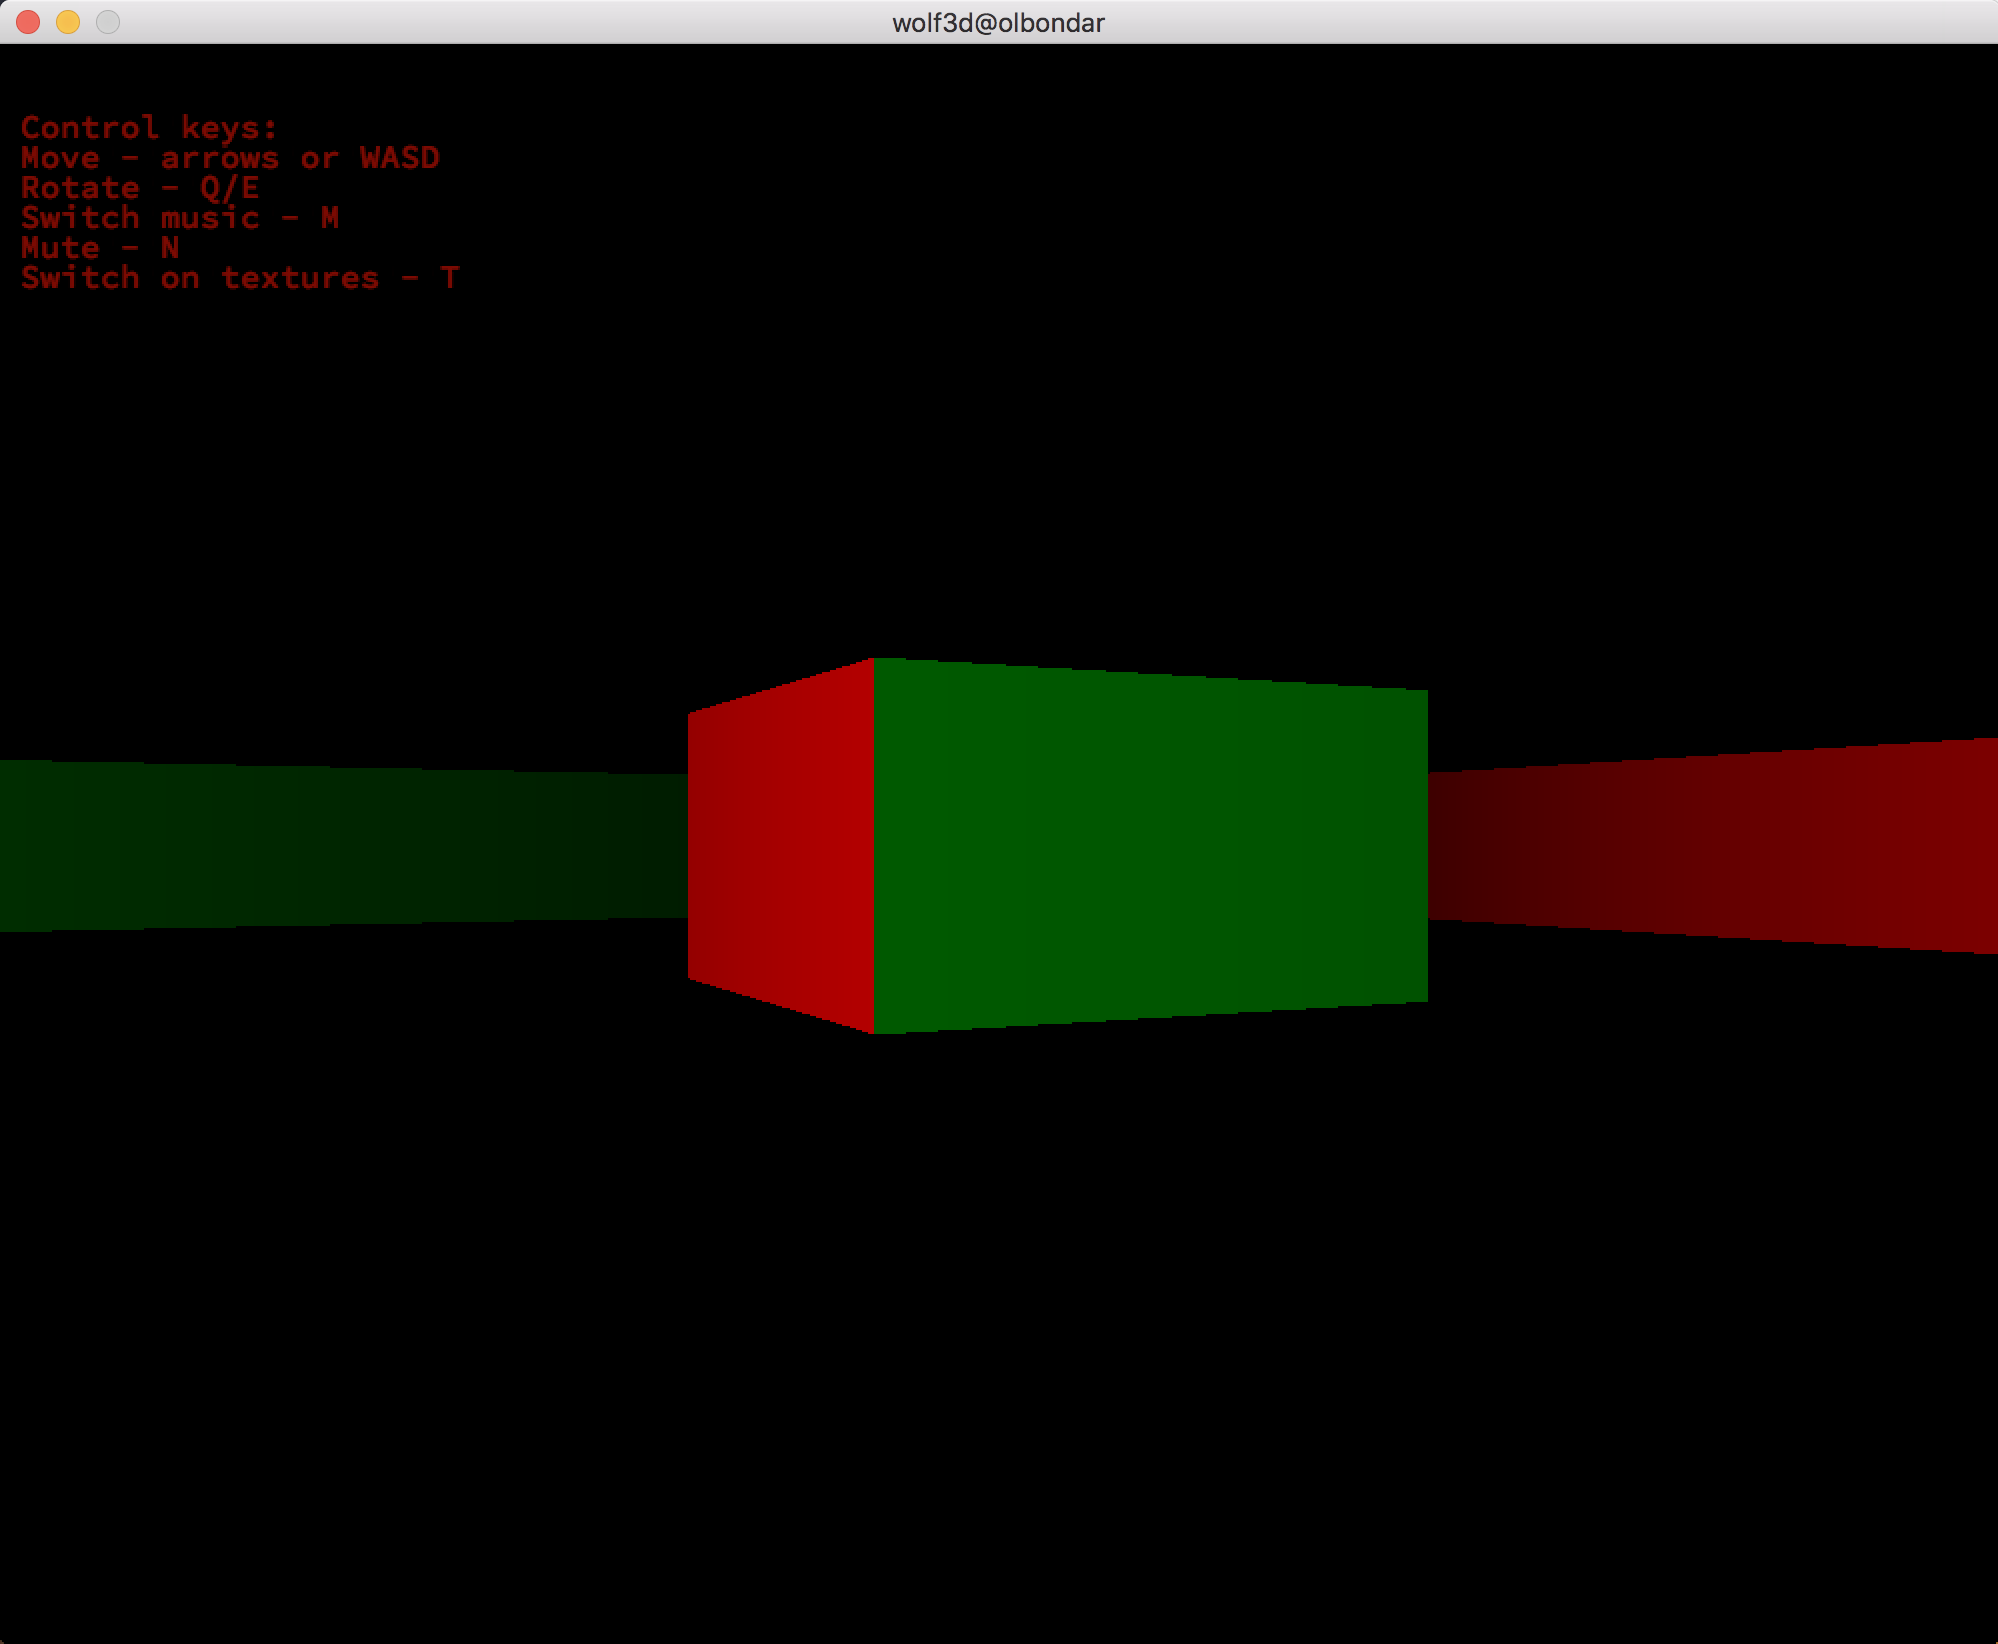 wolf3d@olbondar
Control keys:
Move - arrows or WASD
Rotate - Q/E
Switch music - M
Mute - N
Switch on textures - T